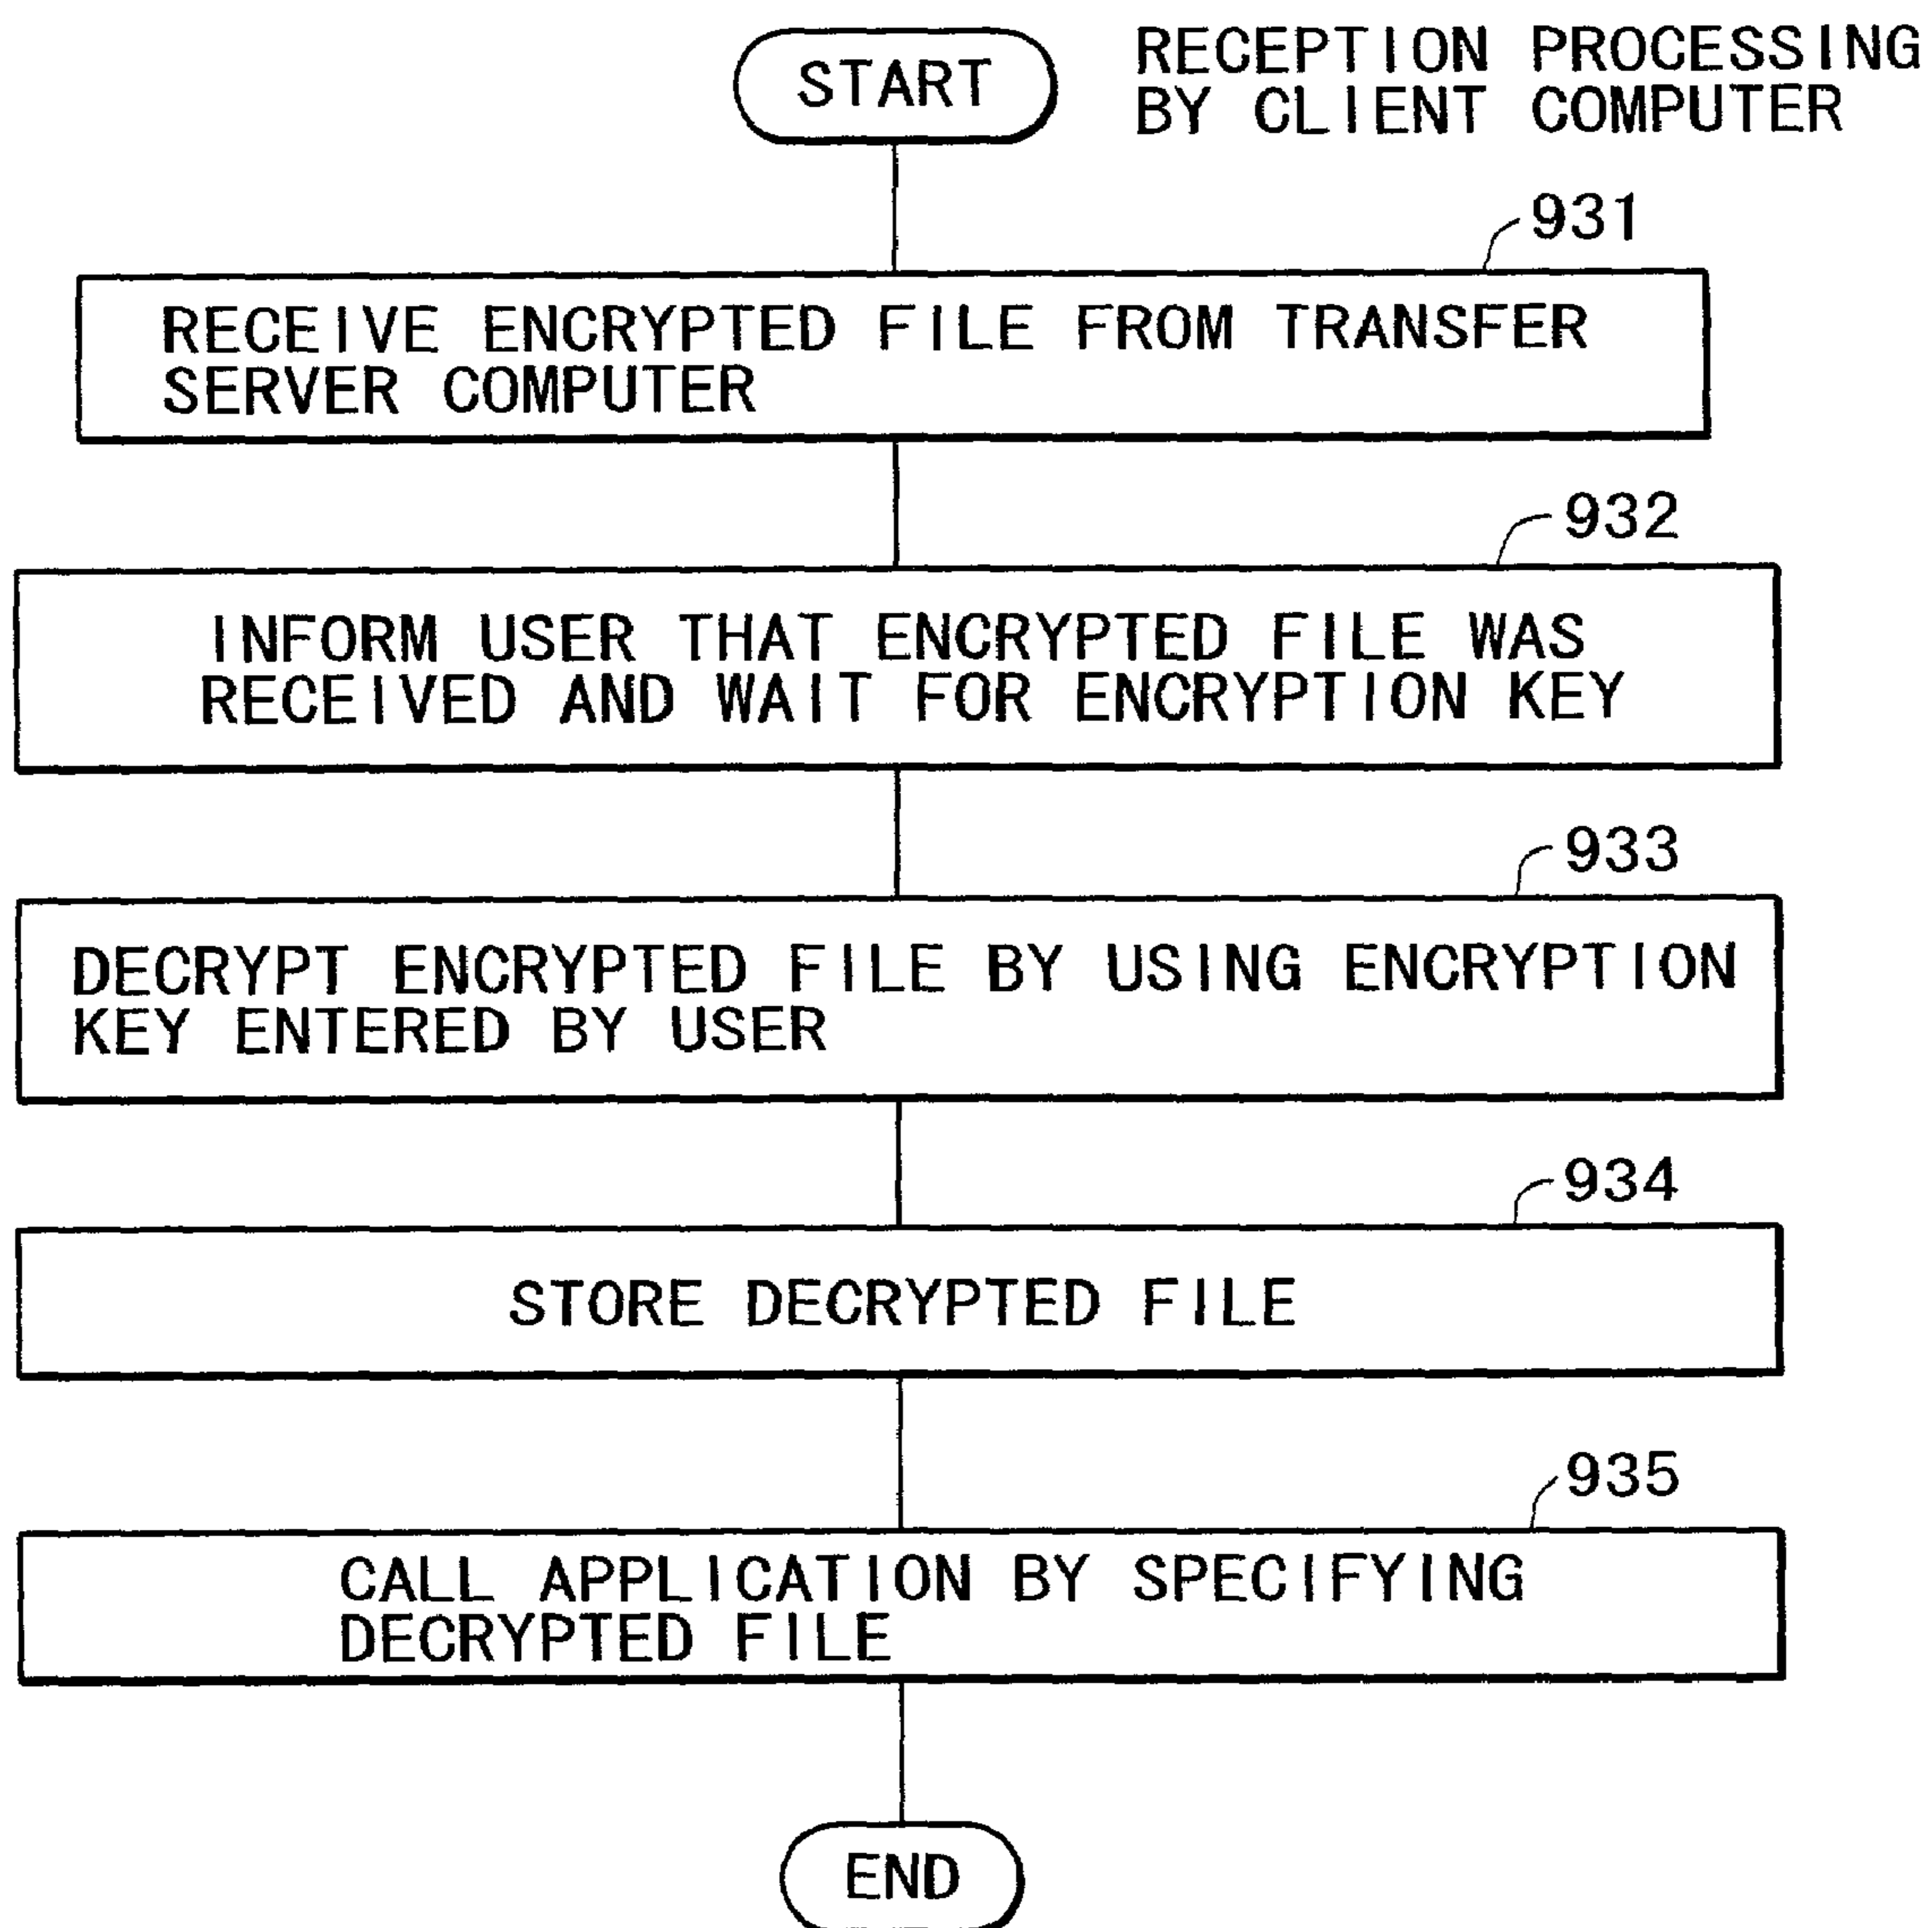 START
RECEPTION PROCESSING
BY CLIENT COMPUTER
931
RECEIVE ENCRYPTED FILE FROM TRANSFER
SERVER COMPUTER
932
INFORM USER THAT ENCRYPTED FILE WAS
RECEIVED AND WAIT FOR ENCRYPTION KEY
933
DECRYPT ENCRYPTED FILE BY USING ENCRYPTION
KEY ENTERED BY USER
934
STORE DECRYPTED FILE
935
CALL APPLICATION BY SPECIFYING
DECRYPTED FILE
END